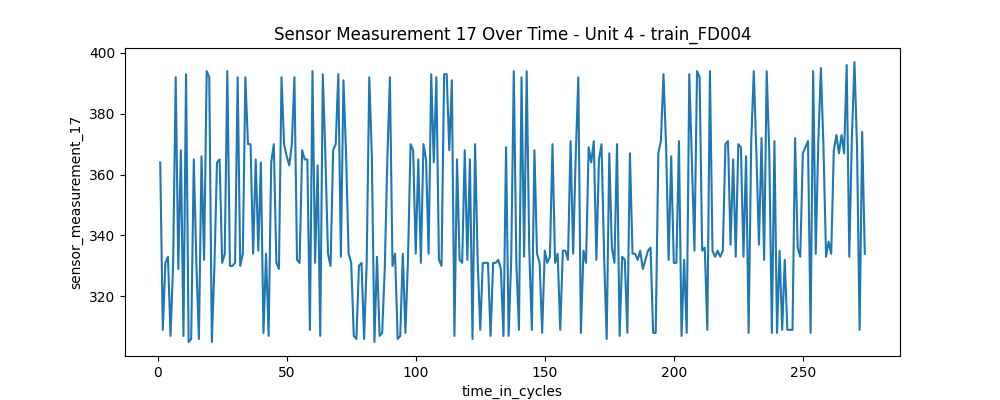 Sensor Measurement 17 Over Time - Unit 4 - train_FD004
400
380
360
340
320
sensor_measurement_17
0 50 100 150 200 250
time_in_cycles